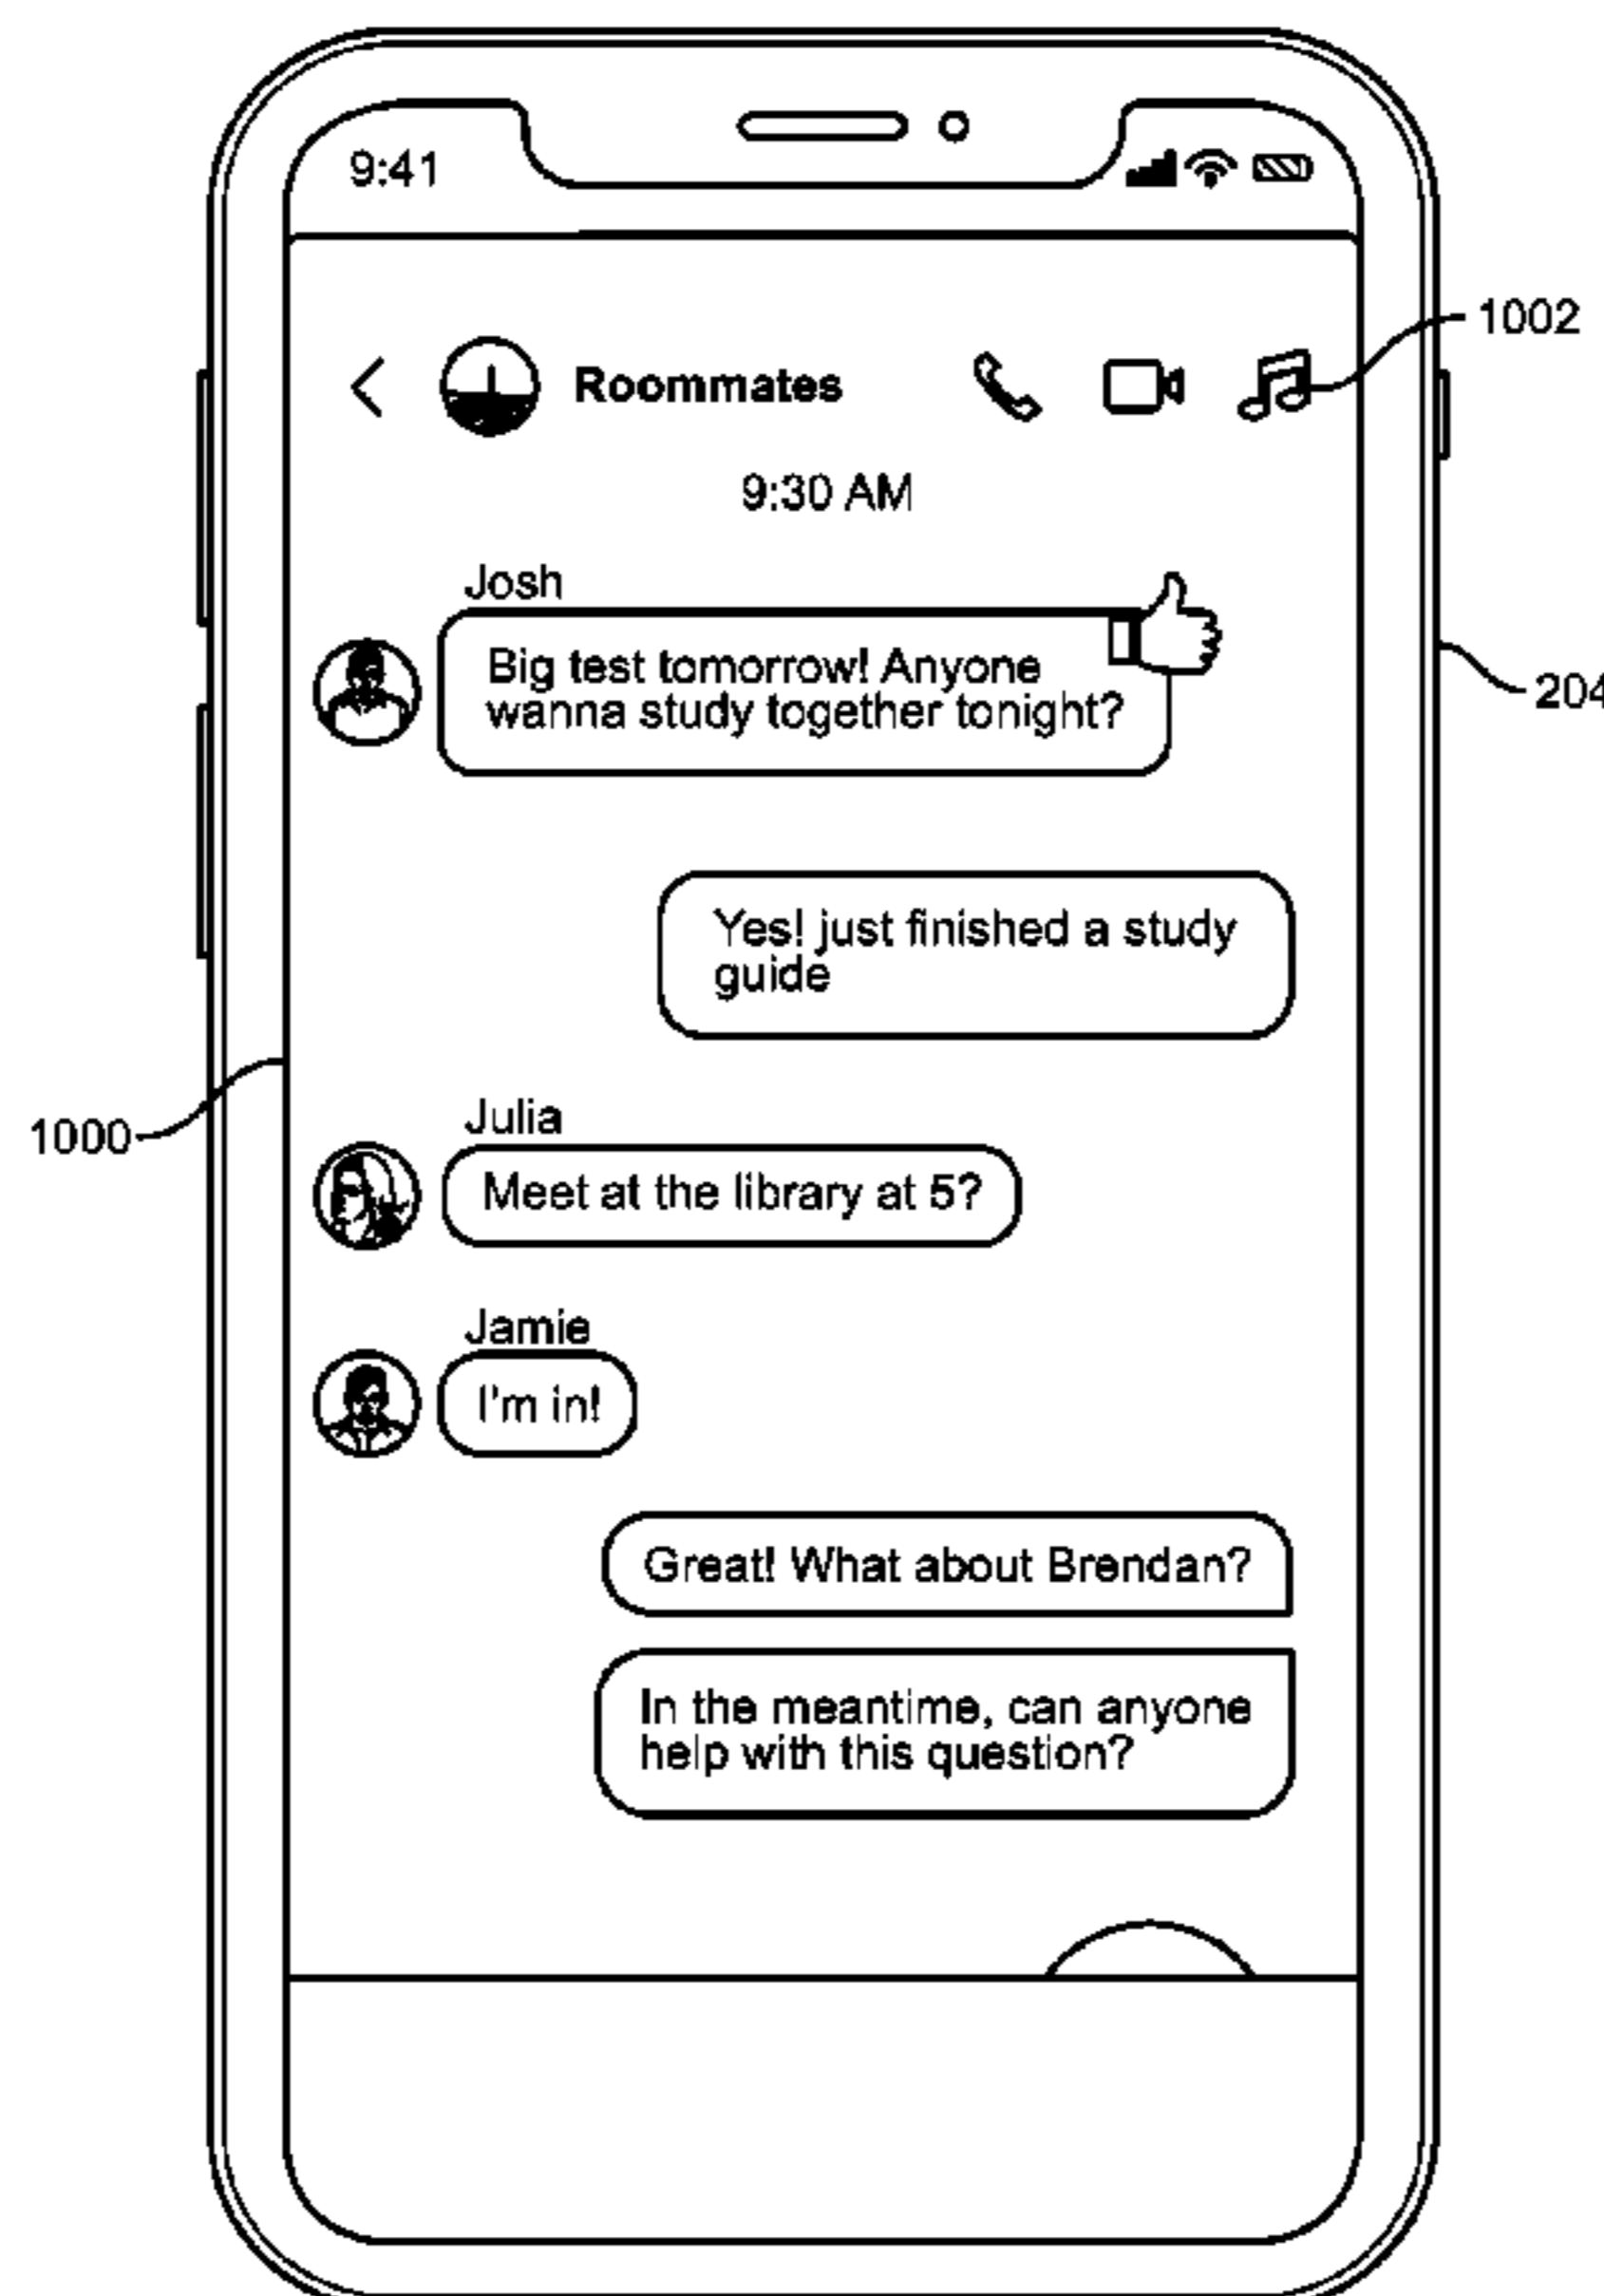 9:41
1002
Roommates
9:30 AM
Josh
Big test tomorrow! Anyone
wanna study together tonight?
204
Yes! just finished a study
guide
1000
Julia
Meet at the library at 5?
Jamie
I'm in!
Great! What about Brendan?
In the meantime, can anyone
help with this question?